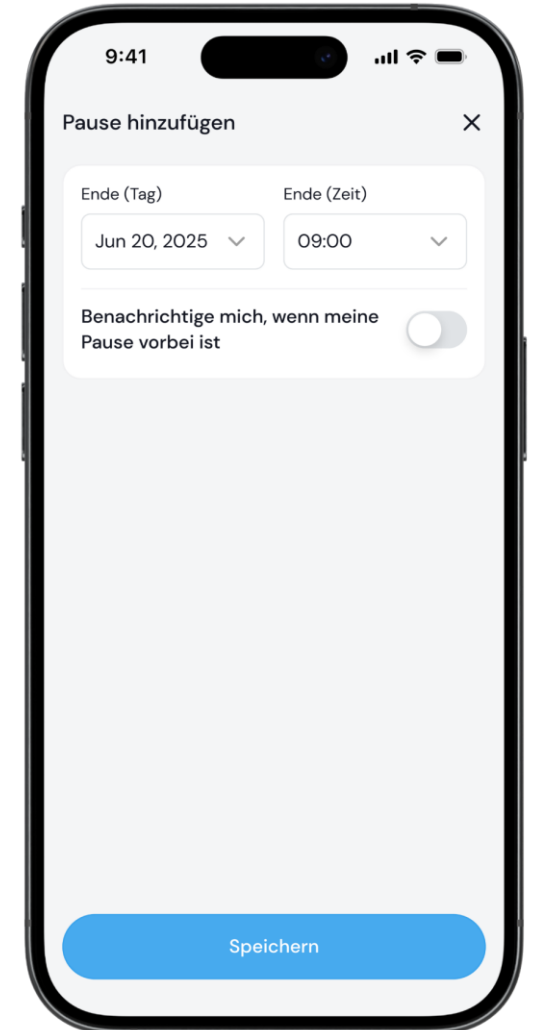 9:41
Pause hinzufügen
Ende (Tag) Ende (Zeit)
Jun 20, 2025 09:00
Benachrichtige mich, wenn meine
Pause vorbei ist
Speichern